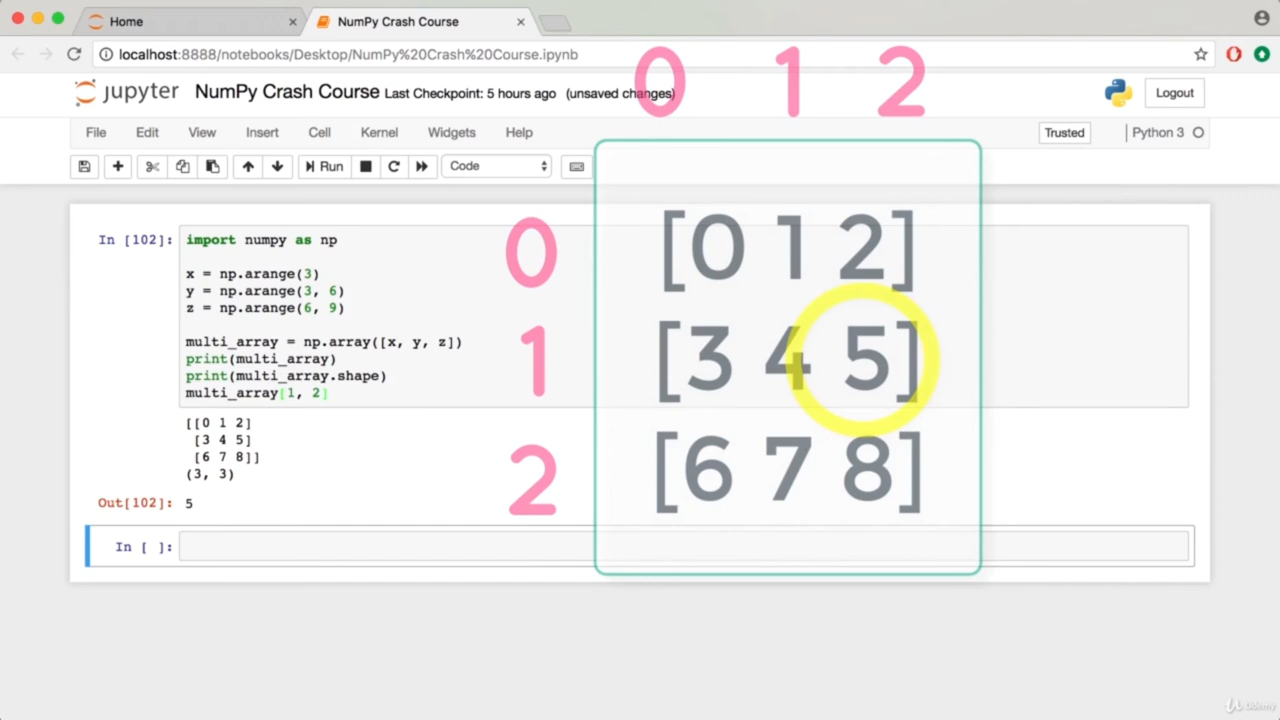 Home
NumPy Crash Course
localhost:8888/notebooks/Desktop/NumPy%20Crash%20Course.ipynb
0 1 2
jupyter NumPy Crash Course Last Checkpoint: 5 hours ago (unsaved changes)
Logout
File Edit View Insert Cell Kernel Widgets Help
Trusted
Python 3
Run
Code
In [102]: import numpy as np
x = np.arange(3)
y = np.arange(3, 6)
z = np.arange(6, 9)
multi_array = np.array([x, y, z])
print(multi_array)
print(multi_array.shape)
multi_array[1, 2]
[[0 1 2]
[3 4 5]
[6 7 8]]
(3, 3)
Out[102]: 5
In [ ]:
0 [0 1 2]
1 [3 4 5]
2 [6 7 8]
Udemy